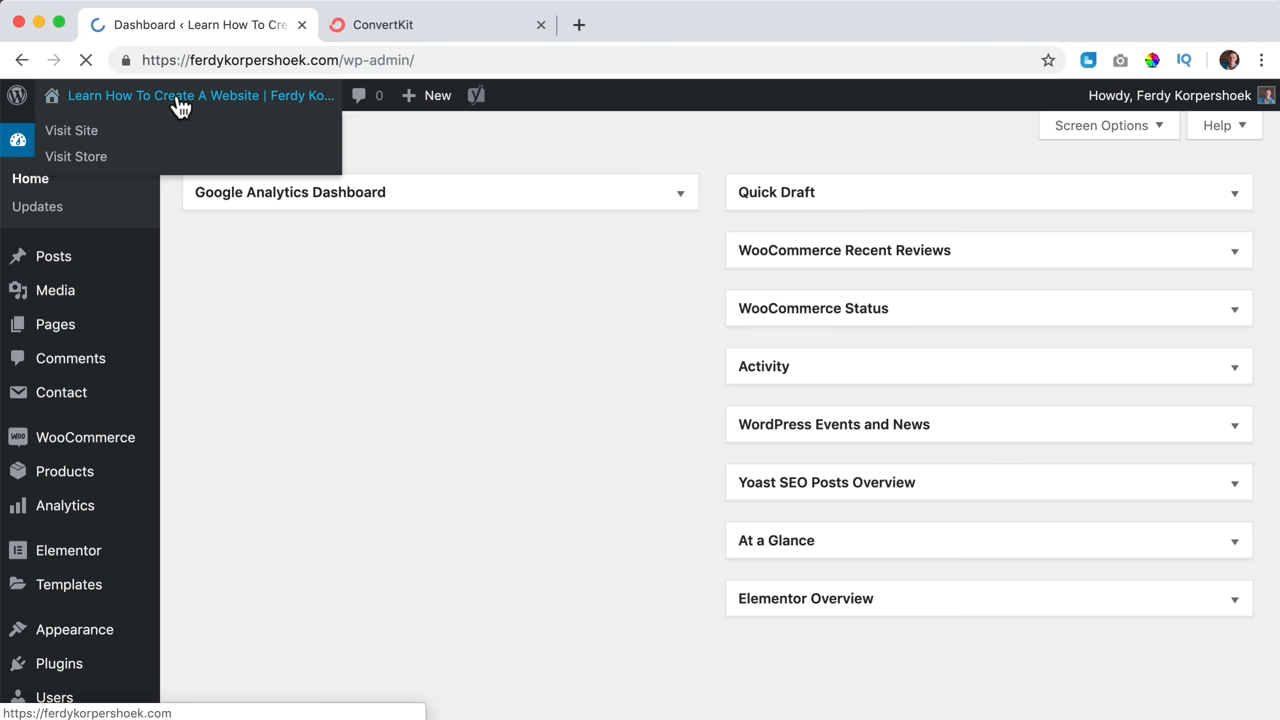 Dashboard ‹ Learn How To Cre
ConvertKit
https://ferdykorpershoek.com/wp-admin/
IQ
Learn How To Create A Website | Ferdy Ko...
0
New
Howdy, Ferdy Korpershoek
Visit Site
Visit Store
Screen Options
Help
Home
Updates
Posts
Media
Pages
Comments
Contact
WooCommerce
Products
Analytics
Elementor
Templates
Appearance
Plugins
Users
Google Analytics Dashboard
Quick Draft
WooCommerce Recent Reviews
WooCommerce Status
Activity
WordPress Events and News
Yoast SEO Posts Overview
At a Glance
Elementor Overview
https://ferdykorpershoek.com